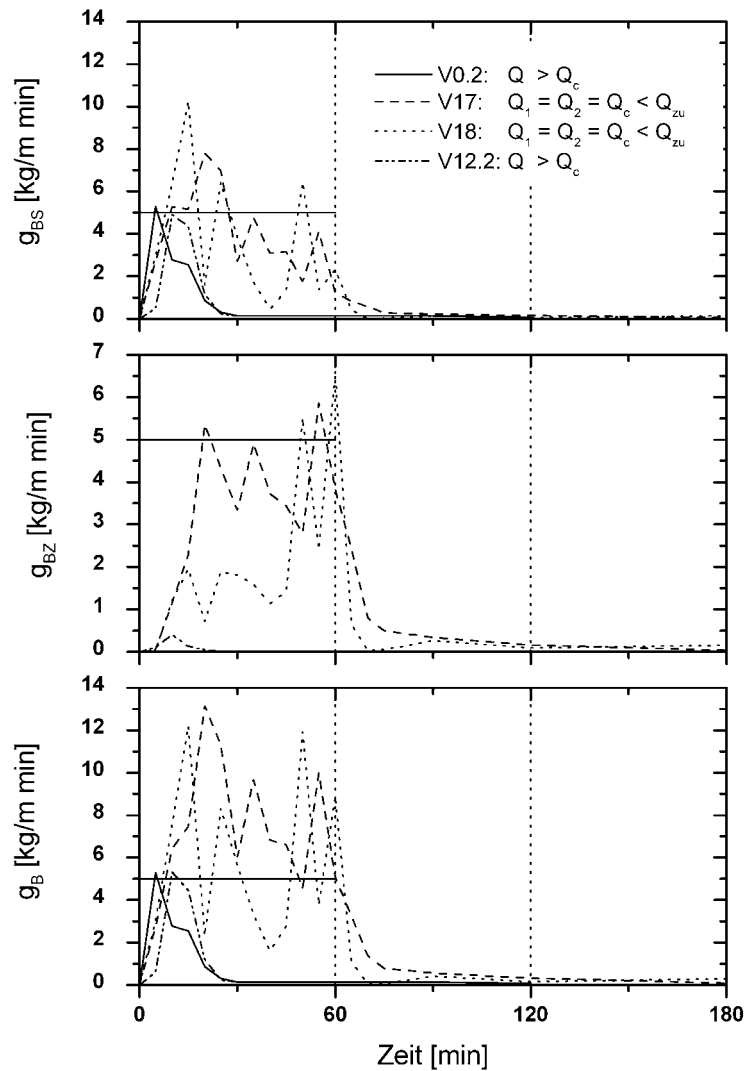 14
12
10
8
6
4
2
0
g_BS [kg/m min]
V0.2: Q > Q_c
V17: Q_1 = Q_2 = Q_c < Q_zu
V18: Q_1 = Q_2 = Q_c < Q_zu
V12.2: Q > Q_c
7
6
5
4
3
2
1
0
g_BZ [kg/m min]
14
12
10
8
6
4
2
0
g_B [kg/m min]
0 60 120 180
Zeit [min]